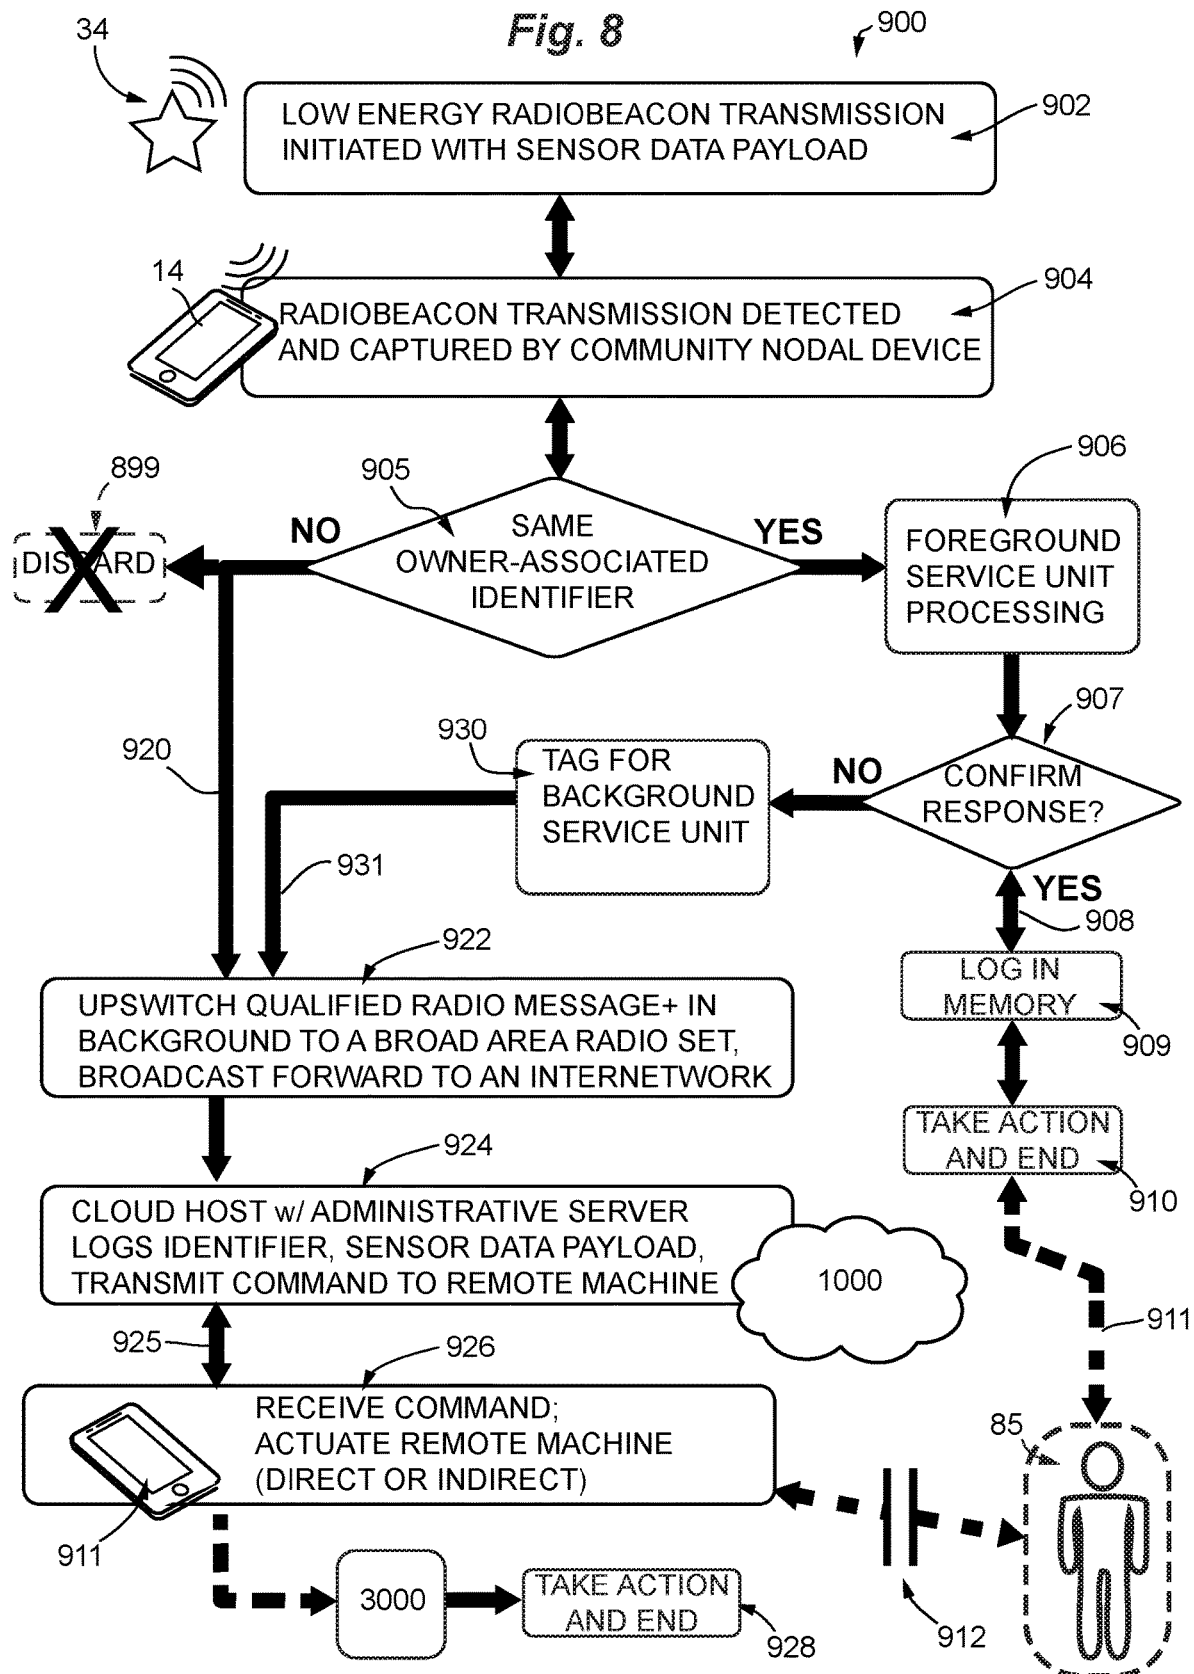 Fig. 8
900
34
LOW ENERGY RADIOBEACON TRANSMISSION
INITIATED WITH SENSOR DATA PAYLOAD
902
14
RADIOBEACON TRANSMISSION DETECTED
AND CAPTURED BY COMMUNITY NODAL DEVICE
904
899
DISCARD
NO
905
SAME
OWNER-ASSOCIATED
IDENTIFIER
YES
906
FOREGROUND
SERVICE UNIT
PROCESSING
907
CONFIRM
RESPONSE?
NO
930
TAG FOR
BACKGROUND
SERVICE UNIT
920
931
YES
908
LOG IN
MEMORY
909
TAKE ACTION
AND END
910
922
UPSWITCH QUALIFIED RADIO MESSAGE+ IN
BACKGROUND TO A BROAD AREA RADIO SET,
BROADCAST FORWARD TO AN INTERNETWORK
924
CLOUD HOST w/ ADMINISTRATIVE SERVER
LOGS IDENTIFIER, SENSOR DATA PAYLOAD,
TRANSMIT COMMAND TO REMOTE MACHINE
1000
911
925
926
RECEIVE COMMAND;
ACTUATE REMOTE MACHINE
(DIRECT OR INDIRECT)
85
911
3000
TAKE ACTION
AND END
928
912